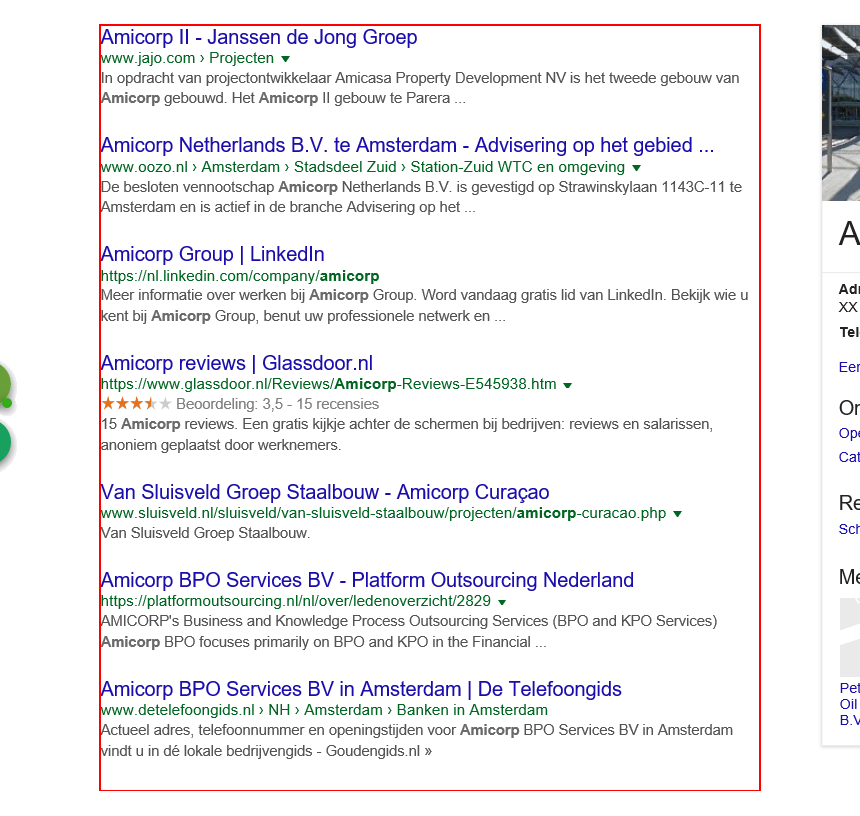 Amicorp II - Janssen de Jong Groep
www.jajo.com › Projecten
In opdracht van projectontwikkelaar Amicasa Property Development NV is het tweede gebouw van
Amicorp gebouwd. Het Amicorp II gebouw te Parera ...
Amicorp Netherlands B.V. te Amsterdam - Advisering op het gebied ...
www.oozo.nl › Amsterdam › Stadsdeel Zuid › Station-Zuid WTC en omgeving
De besloten vennootschap Amicorp Netherlands B.V. is gevestigd op Strawinskylaan 1143C-11 te
Amsterdam en is actief in de branche Advisering op het ...
Amicorp Group | LinkedIn
https://nl.linkedin.com/company/amicorp
Meer informatie over werken bij Amicorp Group. Word vandaag gratis lid van LinkedIn. Bekijk wie u
kent bij Amicorp Group, benut uw professionele netwerk en ...
Amicorp reviews | Glassdoor.nl
https://www.glassdoor.nl/Reviews/Amicorp-Reviews-E545938.htm
Beoordeling: 3,5 - 15 recensies
15 Amicorp reviews. Een gratis kijkje achter de schermen bij bedrijven: reviews en salarissen,
anoniem geplaatst door werknemers.
Van Sluisveld Groep Staalbouw - Amicorp Curaçao
www.sluisveld.nl/sluisveld/van-sluisveld-staalbouw/projecten/amicorp-curacao.php
Van Sluisveld Groep Staalbouw.
Amicorp BPO Services BV - Platform Outsourcing Nederland
https://platformoutsourcing.nl/nl/over/ledenoverzicht/2829
AMICORP's Business and Knowledge Process Outsourcing Services (BPO and KPO Services)
Amicorp BPO focuses primarily on BPO and KPO in the Financial ...
Amicorp BPO Services BV in Amsterdam | De Telefoongids
www.detelefoongids.nl › NH › Amsterdam › Banken in Amsterdam
Actueel adres, telefoonnummer en openingstijden voor Amicorp BPO Services BV in Amsterdam
vindt u in dé lokale bedrijvengids - Goudengids.nl »
A
Adr
XX
Tel
Eer
On
Ope
Cat
Re
Sch
Me
Pet
Oil
B.V